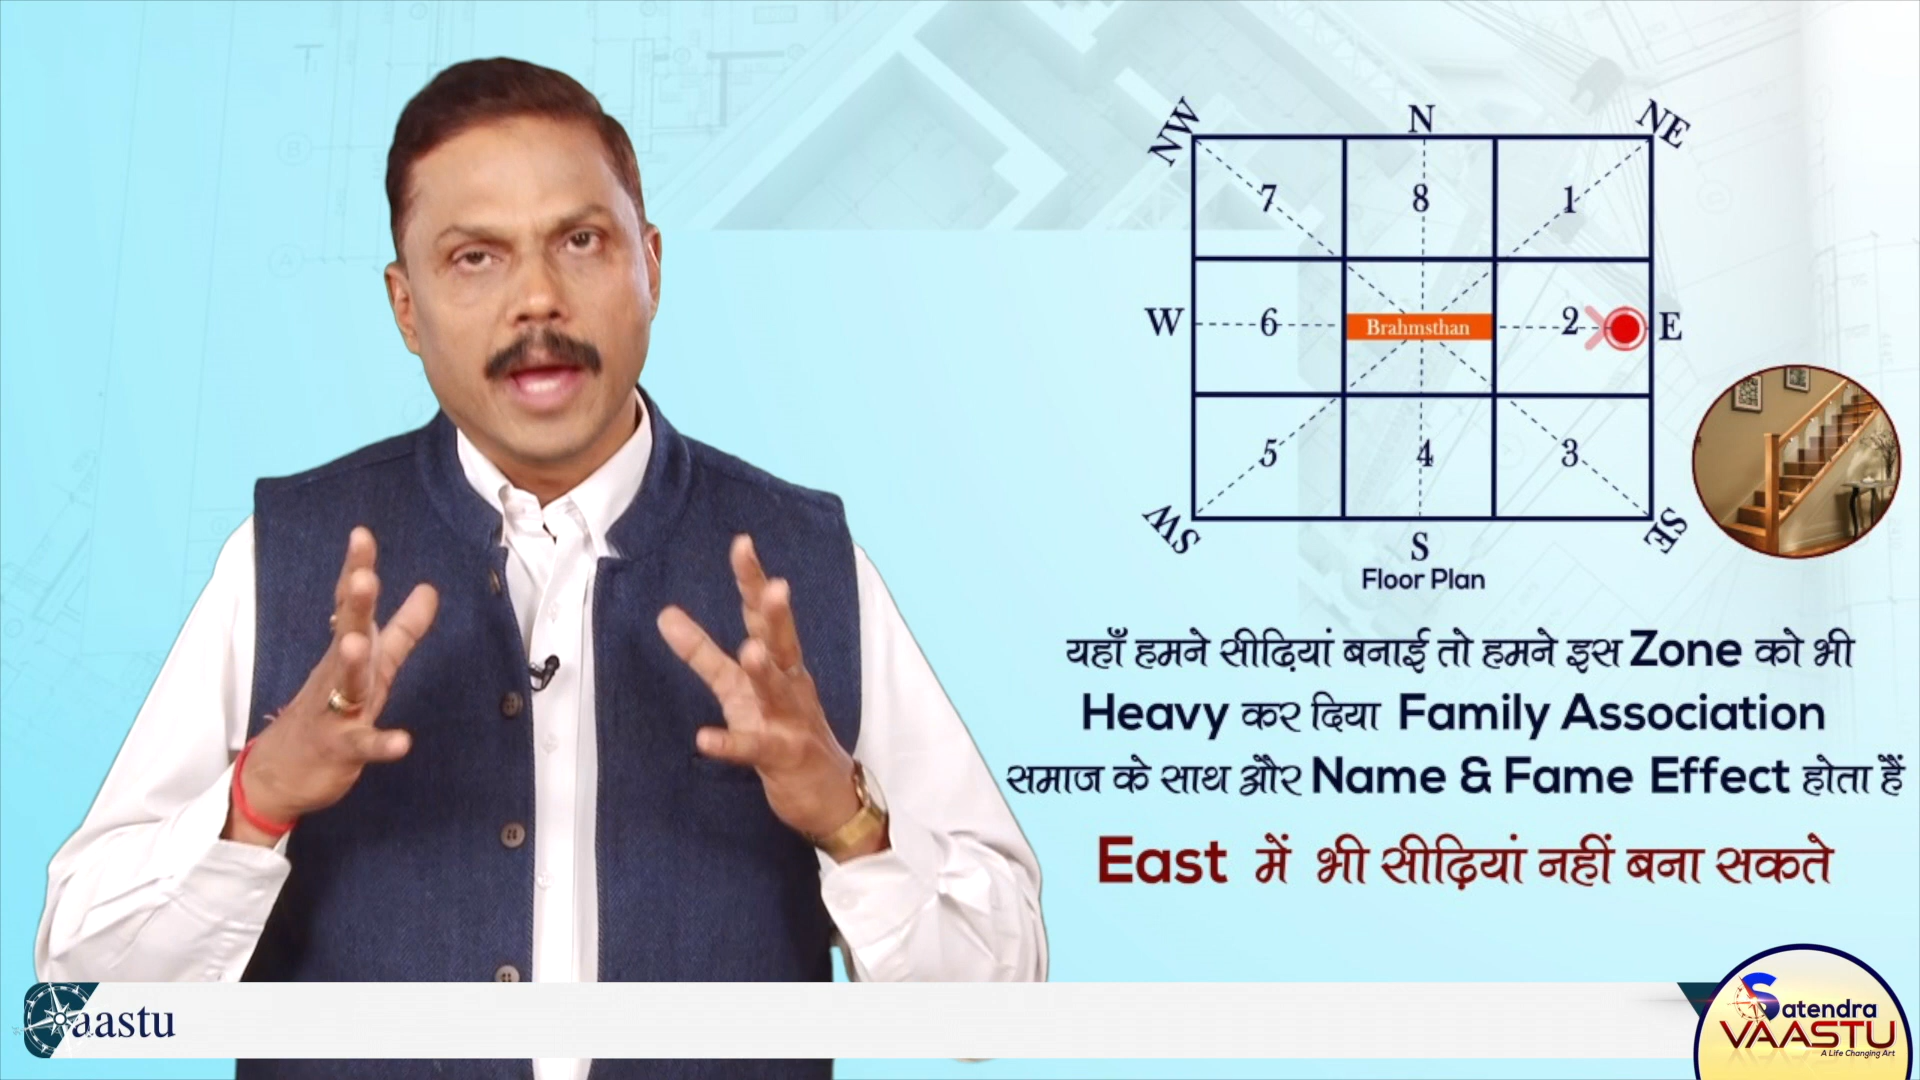 NW
N
NE
7
8
1
W
6
Brahmsthan
2
E
5
4
3
SW
S
SE
Floor Plan
यहाँ हमने सीढ़ियां बनाई तो हमने इस Zone को भी
Heavy कर दिया Family Association
समाज के साथ और Name & Fame Effect होता हैं
East में भी सीढ़ियां नहीं बना सकते
Vaastu
Satendra
VAASTU
A Life Changing Art